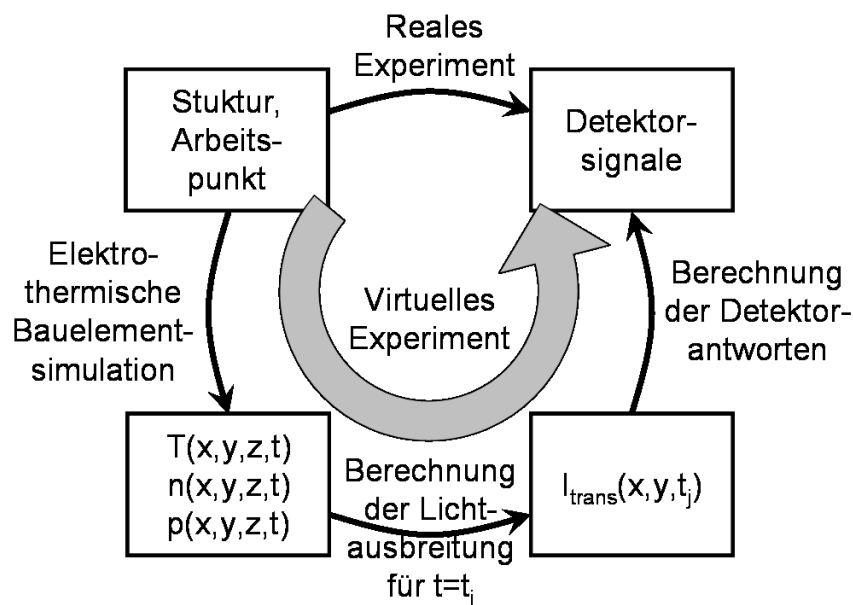 Reales
Experiment
Stuktur,
Arbeits-
punkt
Detektor-
signale
Elektro-
thermische
Bauelement-
simulation
Virtuelles
Experiment
Berechnung
der Detektor-
antworten
T(x,y,z,t)
n(x,y,z,t)
p(x,y,z,t)
Berechnung
der Licht-
ausbreitung
für t=tj
Itrans(x,y,tj)